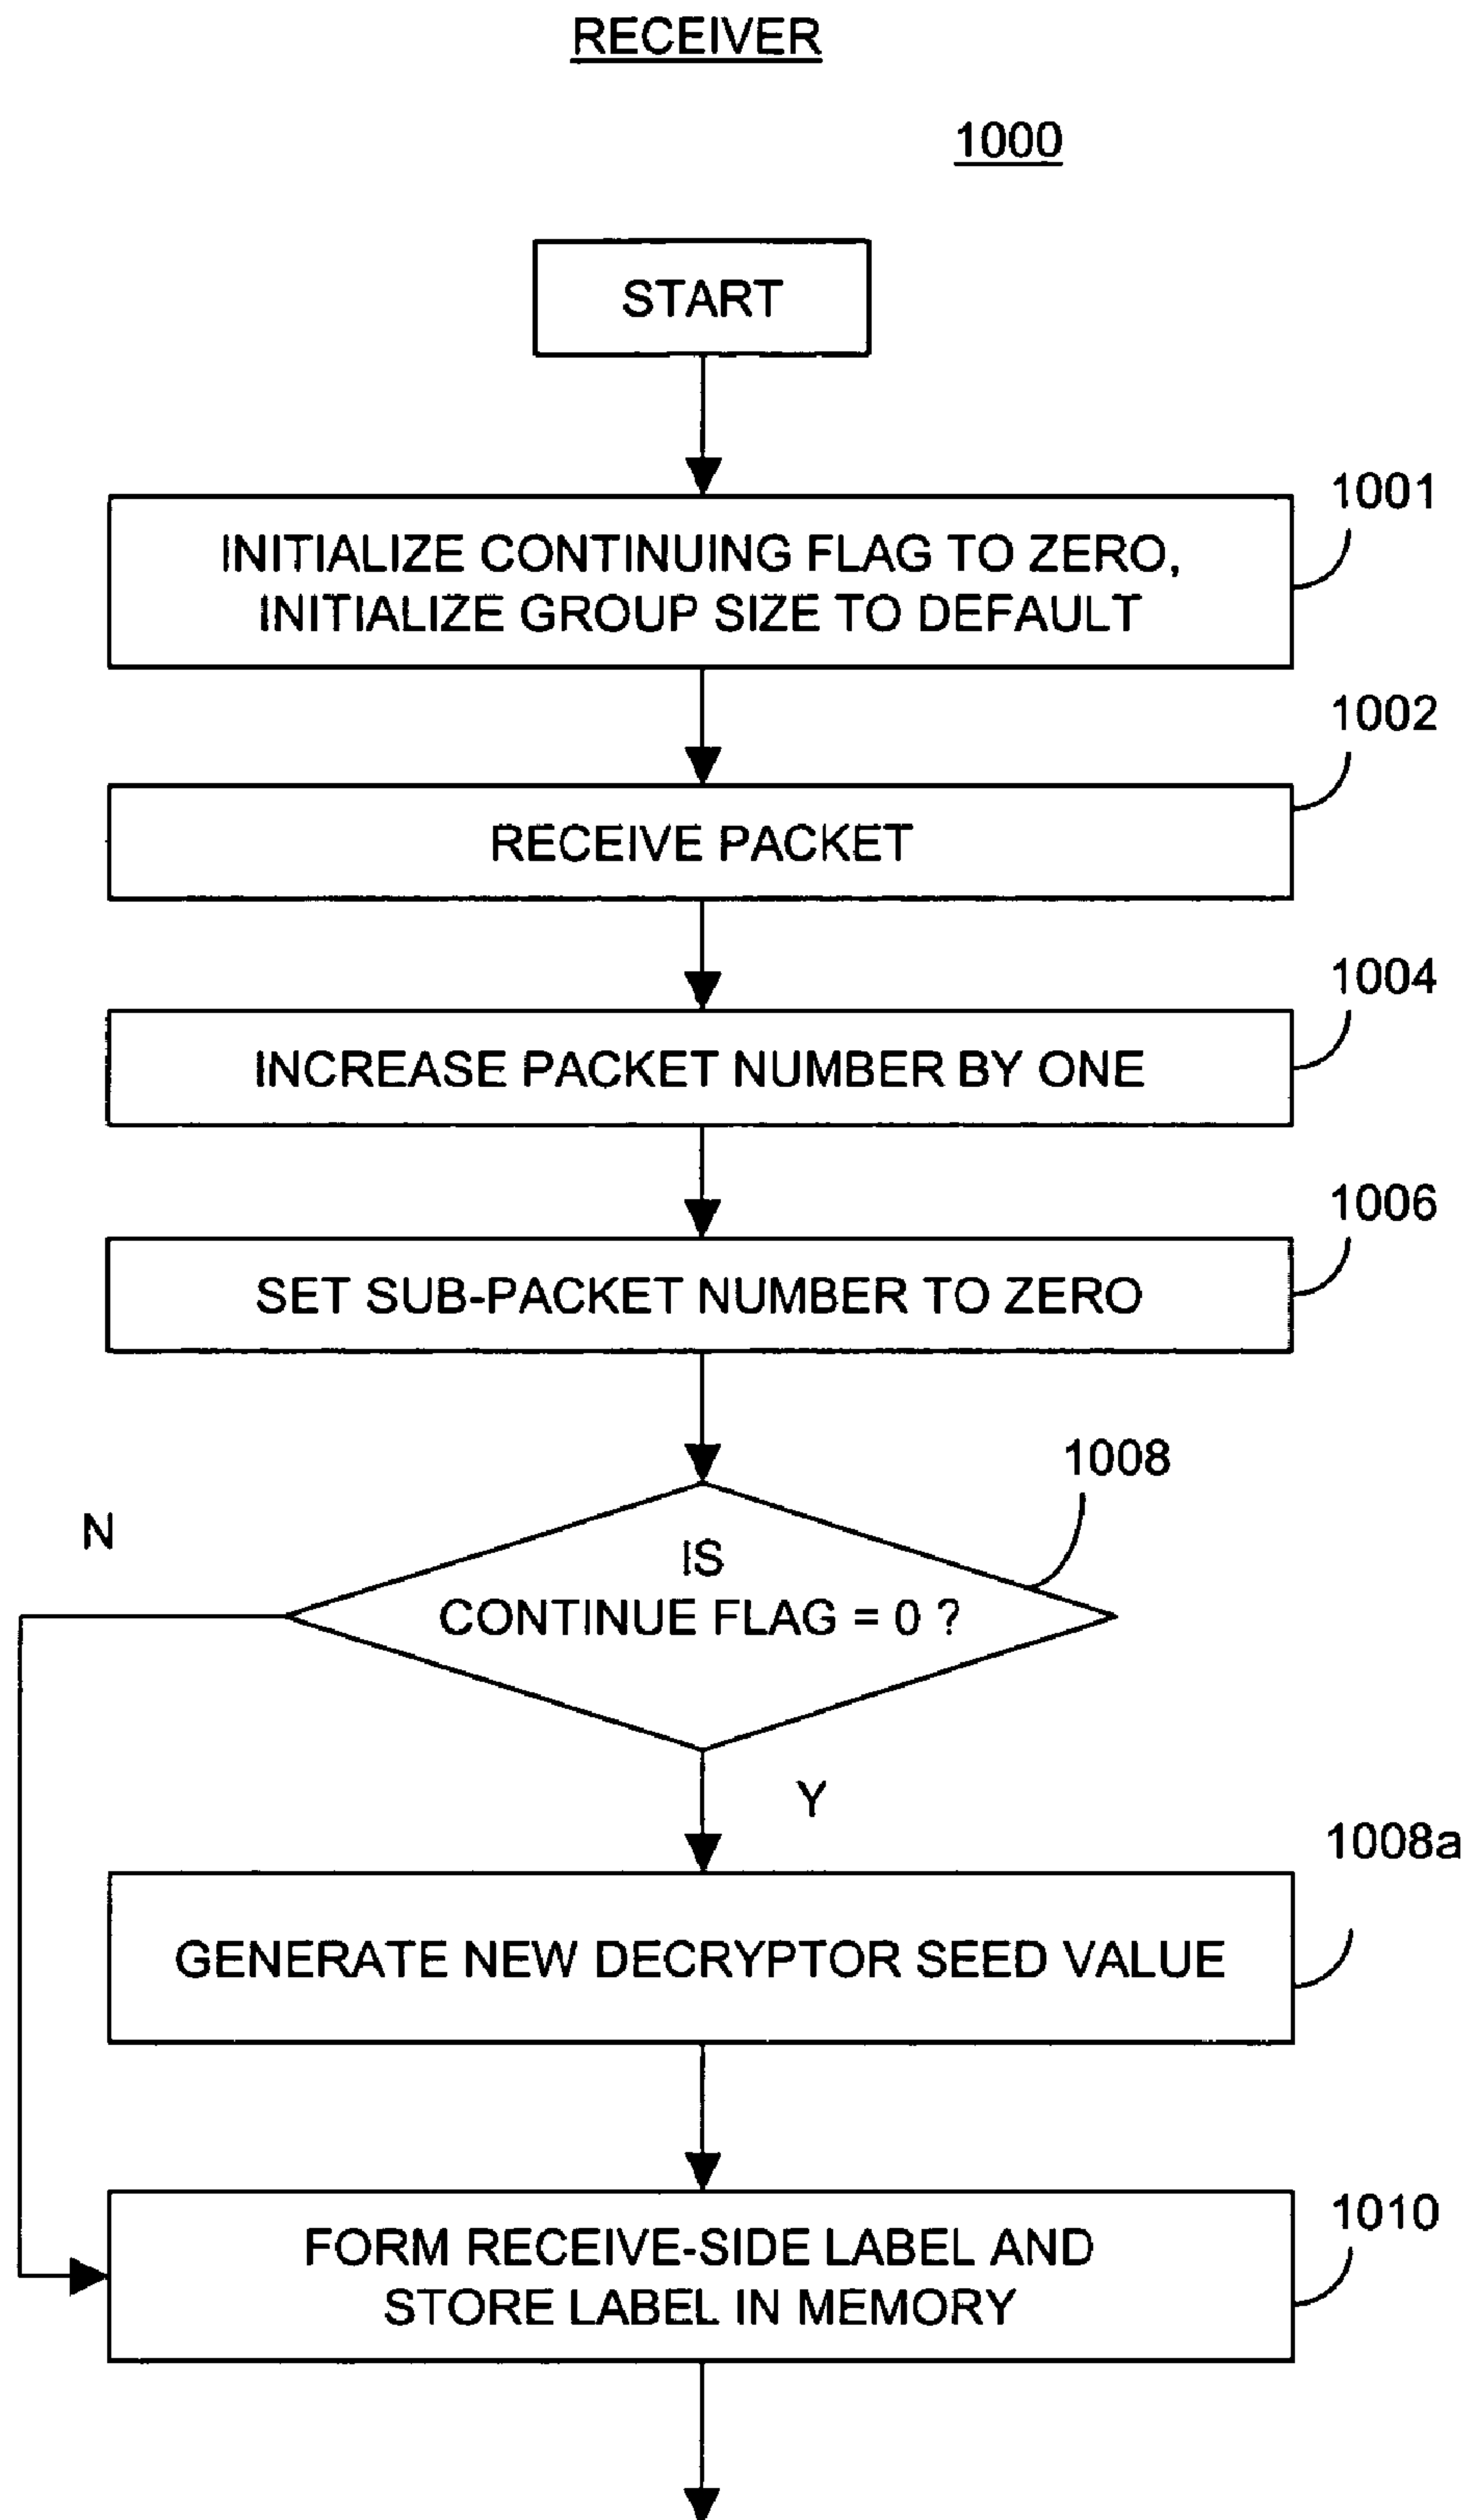 RECEIVER
1000
START
1001
INITIALIZE CONTINUING FLAG TO ZERO,
INITIALIZE GROUP SIZE TO DEFAULT
1002
RECEIVE PACKET
1004
INCREASE PACKET NUMBER BY ONE
1006
SET SUB-PACKET NUMBER TO ZERO
1008
N
IS
CONTINUE FLAG = 0 ?
Y
1008a
GENERATE NEW DECRYPTOR SEED VALUE
1010
FORM RECEIVE-SIDE LABEL AND
STORE LABEL IN MEMORY